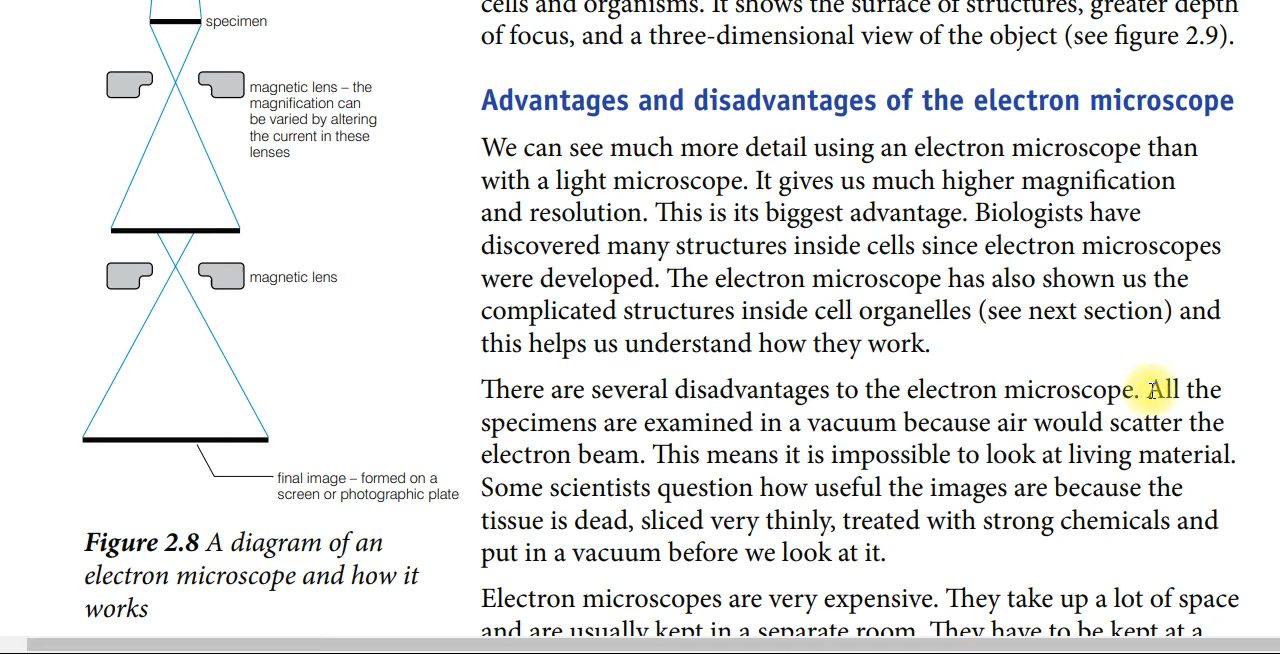 specimen
magnetic lens – the
magnification can
be varied by altering
the current in these
lenses
magnetic lens
final image – formed on a
screen or photographic plate
Figure 2.8 A diagram of an
electron microscope and how it
works
cells and organisms. It shows the surface of structures, greater depth
of focus, and a three-dimensional view of the object (see figure 2.9).
Advantages and disadvantages of the electron microscope
We can see much more detail using an electron microscope than
with a light microscope. It gives us much higher magnification
and resolution. This is its biggest advantage. Biologists have
discovered many structures inside cells since electron microscopes
were developed. The electron microscope has also shown us the
complicated structures inside cell organelles (see next section) and
this helps us understand how they work.
There are several disadvantages to the electron microscope. All the
specimens are examined in a vacuum because air would scatter the
electron beam. This means it is impossible to look at living material.
Some scientists question how useful the images are because the
tissue is dead, sliced very thinly, treated with strong chemicals and
put in a vacuum before we look at it.
Electron microscopes are very expensive. They take up a lot of space
and are usually kept in a separate room. They have to be kept at a